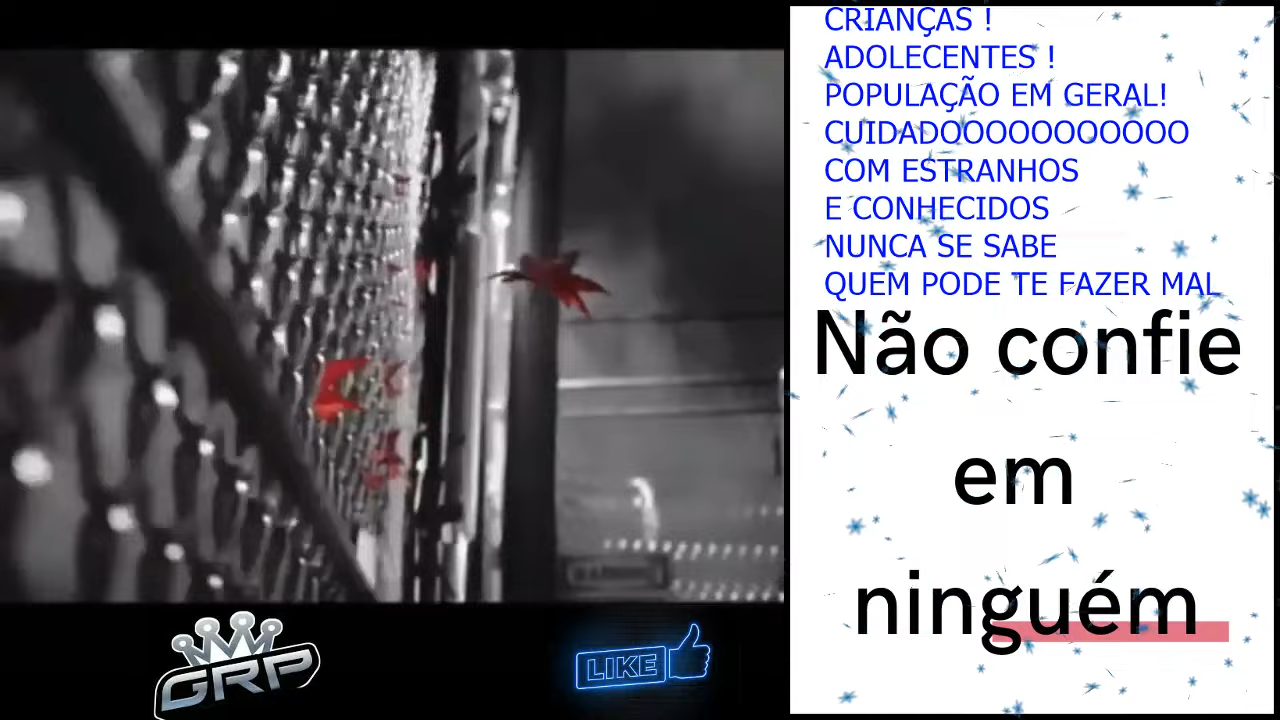 CRIANÇAS !
ADOLECENTES !
POPULAÇÃO EM GERAL!
CUIDADOOOOOOOOOOO
COM ESTRANHOS
E CONHECIDOS
NUNCA SE SABE
QUEM PODE TE FAZER MAL
Não confie
em
ninguém
GRP
LIKE